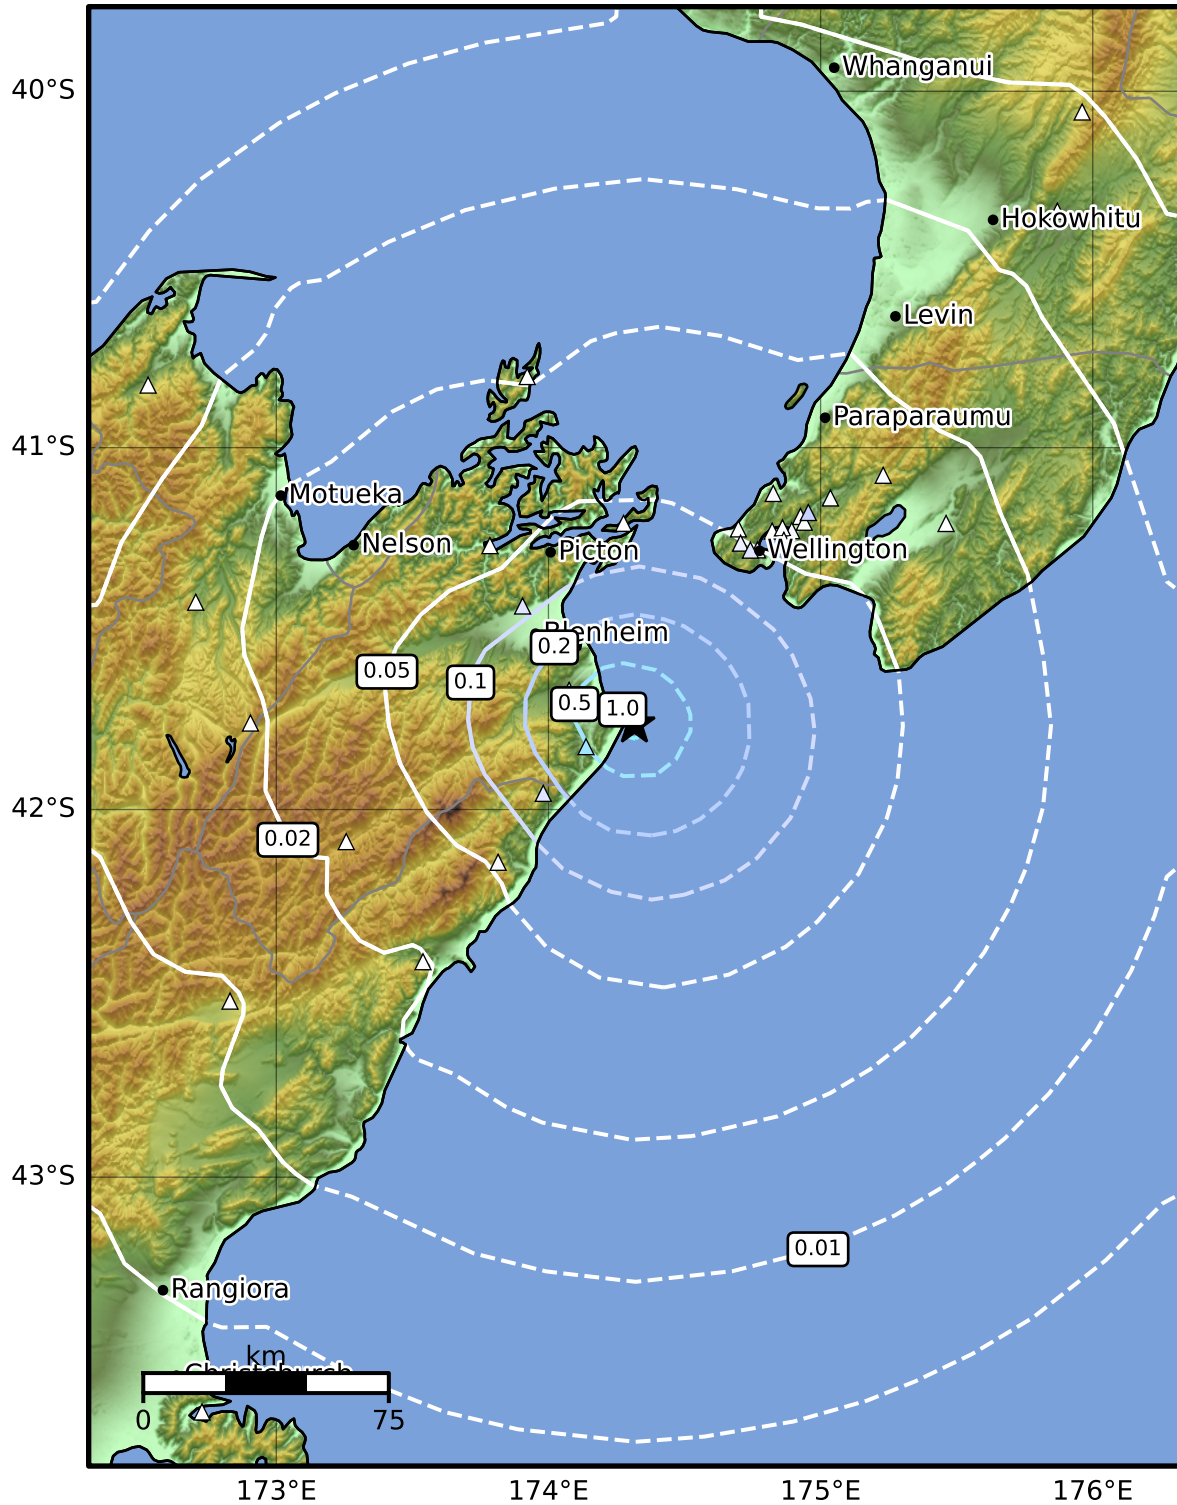 Whanganui
40°S
Hokowhitu
Levin
Paraparaumu
41°S
Motueka
Nelson
Picton
Wellington
Blenheim
0.2
0.05
0.1
0.5
1.0
42°S
0.02
43°S
0.01
Rangiora
km
Christchurch
0
75
173°E
174°E
175°E
176°E